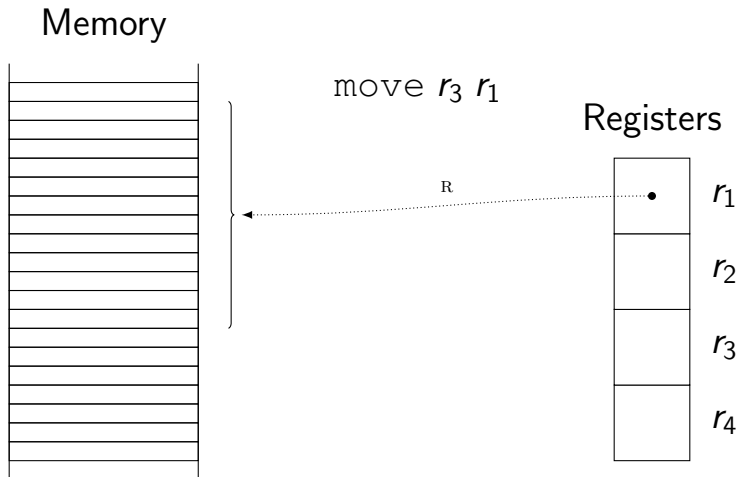 Memory
move r₃ r₁
Registers
R
r₁
r₂
r₃
r₄